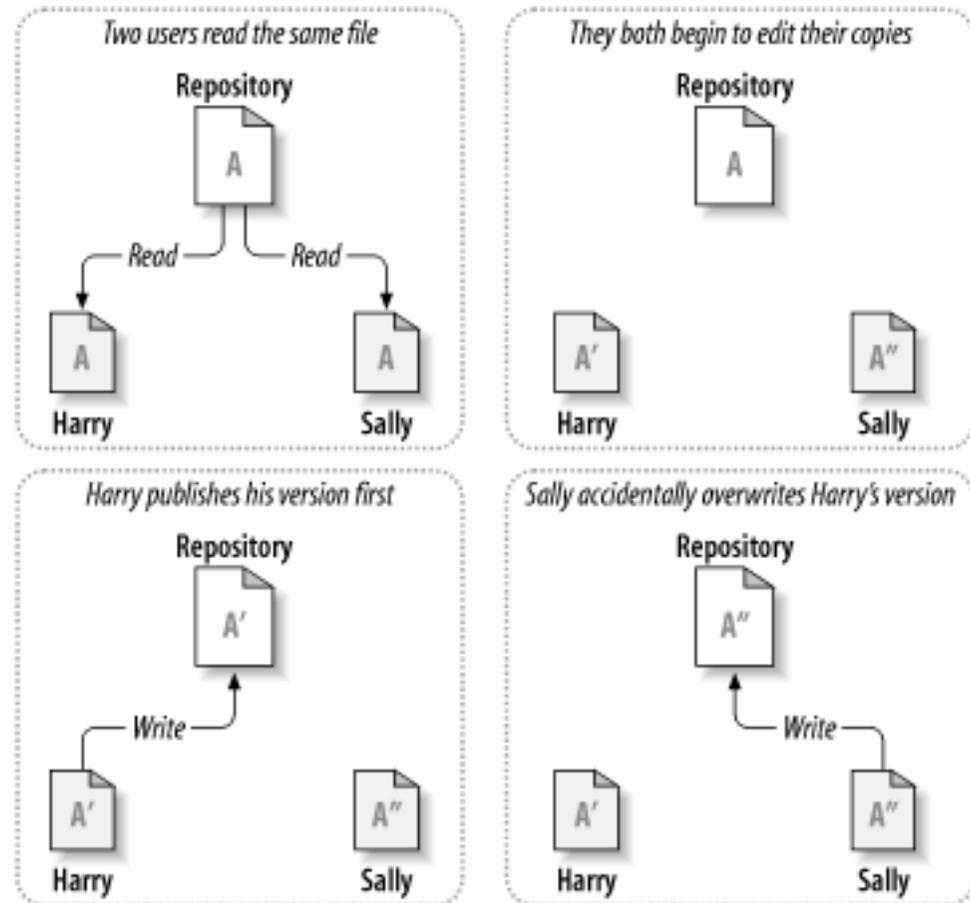 Two users read the same file
Repository
A
Read Read
A A
Harry Sally
They both begin to edit their copies
Repository
A
A' A"
Harry Sally
Harry publishes his version first
Repository
A'
Write
A' A"
Harry Sally
Sally accidentally overwrites Harry's version
Repository
A"
Write
A' A"
Harry Sally